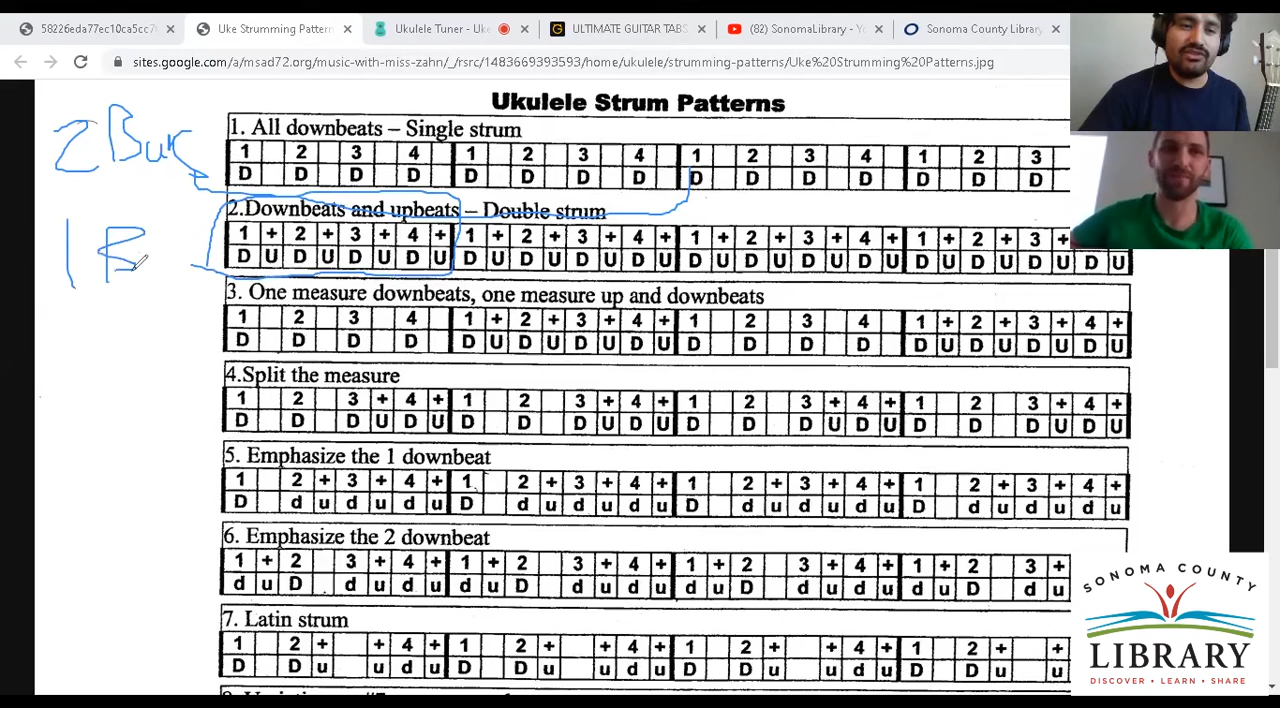 58226eda77ec10ca5cc7 Uke Strumming Pattern Ukulele Tuner - Uk ULTIMATE GUITAR TABS (82) SonomaLibrary - Yo Sonoma County Library
sites.google.com/a/msad72.org/music-with-miss-zahn/_/rsrc/1482669393593/home/ukulele/strumming-patterns/Uke%20Strumming%20Patterns.jpg
Ukulele Strum Patterns
1. All downbeats – Single strum
1 2 3 4 1 2 3 4 1 2 3 4 1 2 3
D D D D D D D D D D D D D D D
2.Downbeats and upbeats – Double strum
1 + 2 + 3 + 4 + 1 + 2 + 3 + 4 + 1 + 2 + 3 + 4 + 1 + 2 + 3 +
D U D U D U D U D U D U D U D U D U D U D U D U D U D U D U D U
3. One measure downbeats, one measure up and downbeats
1 2 3 4 1 + 2 + 3 + 4 + 1 2 3 4 1 + 2 + 3 + 4 +
D D D D D U D U D U D U D D D D D U D U D U D U
4.Split the measure
1 2 3 + 4 + 1 2 3 + 4 + 1 2 3 + 4 + 1 2 3 + 4 +
D D D U D U D D D U D U D D D U D U D D D U D U
5. Emphasize the 1 downbeat
1 2 + 3 + 4 + 1 2 + 3 + 4 + 1 2 + 3 + 4 + 1 2 + 3 + 4 +
D d u d u d u D d u d u d u D d u d u d u D d u d u d u
6. Emphasize the 2 downbeat
1 + 2 3 + 4 + 1 + 2 3 + 4 + 1 + 2 3 + 4 + 1 + 2 3 +
d u D d u d u d u D d u d u d u D d u d u d u D d u
7. Latin strum
1 2 + + 4 + 1 2 + + 4 + 1 2 + + 4 + 1 2 + +
D D u u d u D D u u d u D D u u d u D D u u
2
1
SONOMA COUNTY
LIBRARY
DISCOVER • LEARN • SHARE